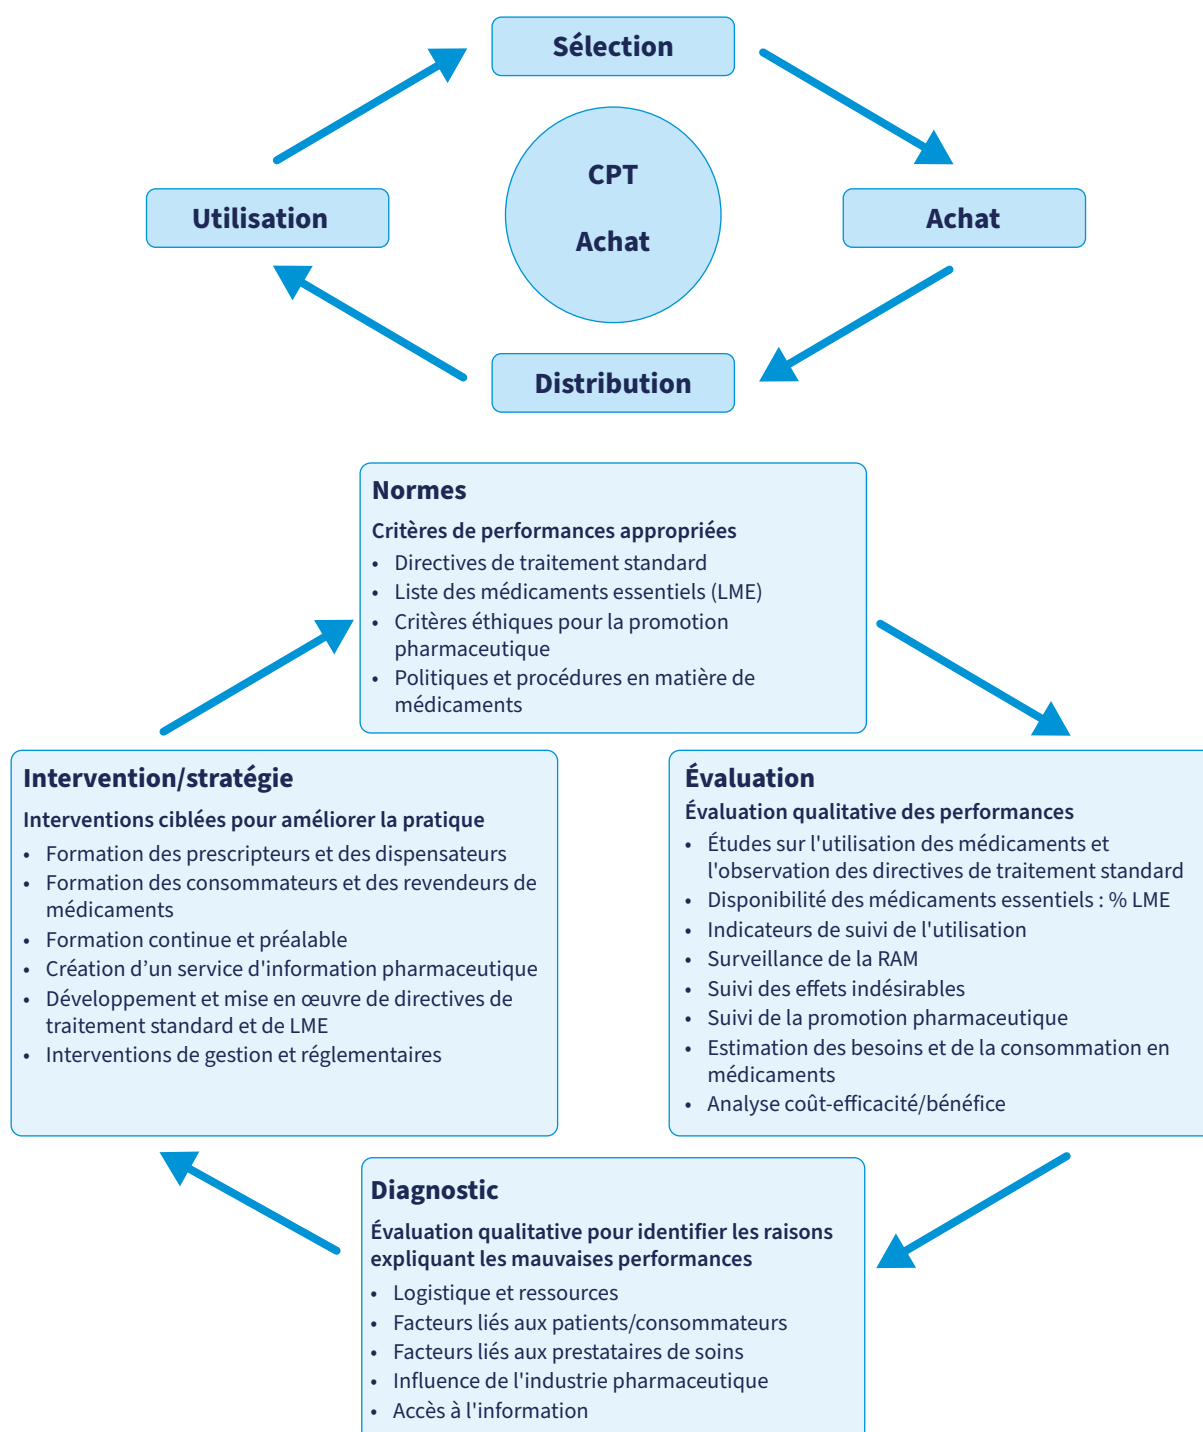 Sélection
CPT
Achat
Utilisation
Achat
Distribution
Normes
Critères de performances appropriées
• Directives de traitement standard
• Liste des médicaments essentiels (LME)
• Critères éthiques pour la promotion
pharmaceutique
• Politiques et procédures en matière de
médicaments
Intervention/stratégie
Interventions ciblées pour améliorer la pratique
• Formation des prescripteurs et des dispensateurs
• Formation des consommateurs et des revendeurs de
médicaments
• Formation continue et préalable
• Création d’un service d'information pharmaceutique
• Développement et mise en œuvre de directives de
traitement standard et de LME
• Interventions de gestion et réglementaires
Évaluation
Évaluation qualitative des performances
• Études sur l'utilisation des médicaments et
l'observation des directives de traitement standard
• Disponibilité des médicaments essentiels : % LME
• Indicateurs de suivi de l'utilisation
• Surveillance de la RAM
• Suivi des effets indésirables
• Suivi de la promotion pharmaceutique
• Estimation des besoins et de la consommation en
médicaments
• Analyse coût-efficacité/bénéfice
Diagnostic
Évaluation qualitative pour identifier les raisons
expliquant les mauvaises performances
• Logistique et ressources
• Facteurs liés aux patients/consommateurs
• Facteurs liés aux prestataires de soins
• Influence de l'industrie pharmaceutique
• Accès à l'information